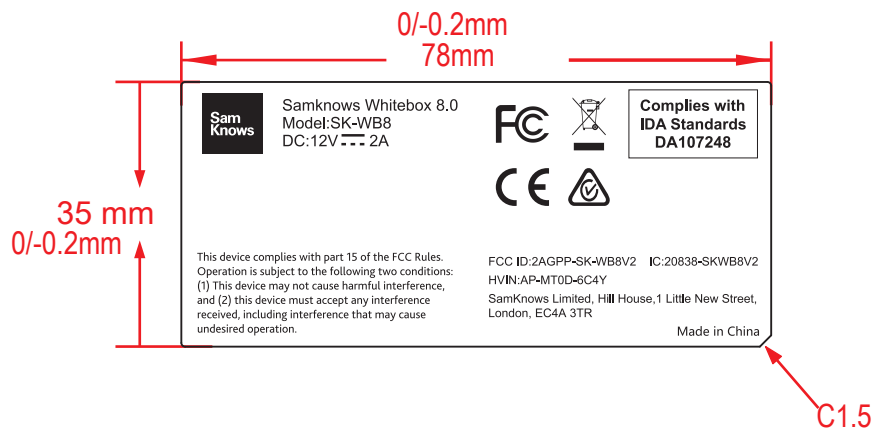 0/-0.2mm
78mm
Sam
Knows
Samknows Whitebox 8.0
Model:SK-WB8
DC:12V 2A
FC
CE
Complies with
IDA Standards
DA107248
35 mm
0/-0.2mm
This device complies with part 15 of the FCC Rules.
Operation is subject to the following two conditions:
(1) This device may not cause harmful interference,
and (2) this device must accept any interference
received, including interference that may cause
undesired operation.
FCC ID:2AGPP-SK-WB8V2 IC:20838-SKWB8V2
HVIN:AP-MT0D-6C4Y
SamKnows Limited, Hill House,1 Little New Street,
London, EC4A 3TR
Made in China
C1.5